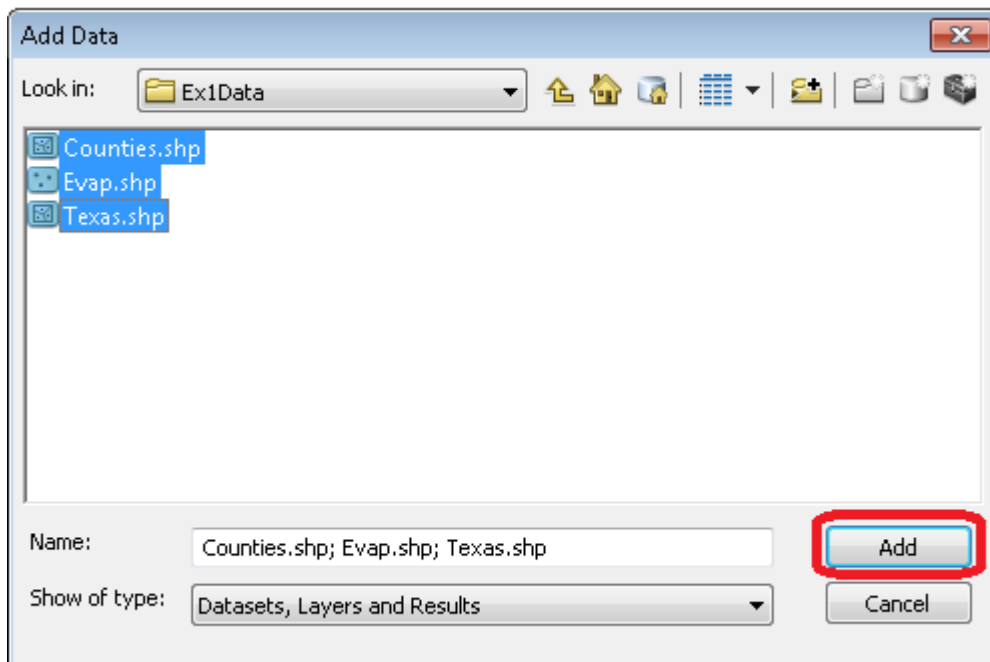 Add Data
Look in: Ex1Data
Counties.shp
Evap.shp
Texas.shp
Name: Counties.shp; Evap.shp; Texas.shp Add
Show of type: Datasets, Layers and Results Cancel